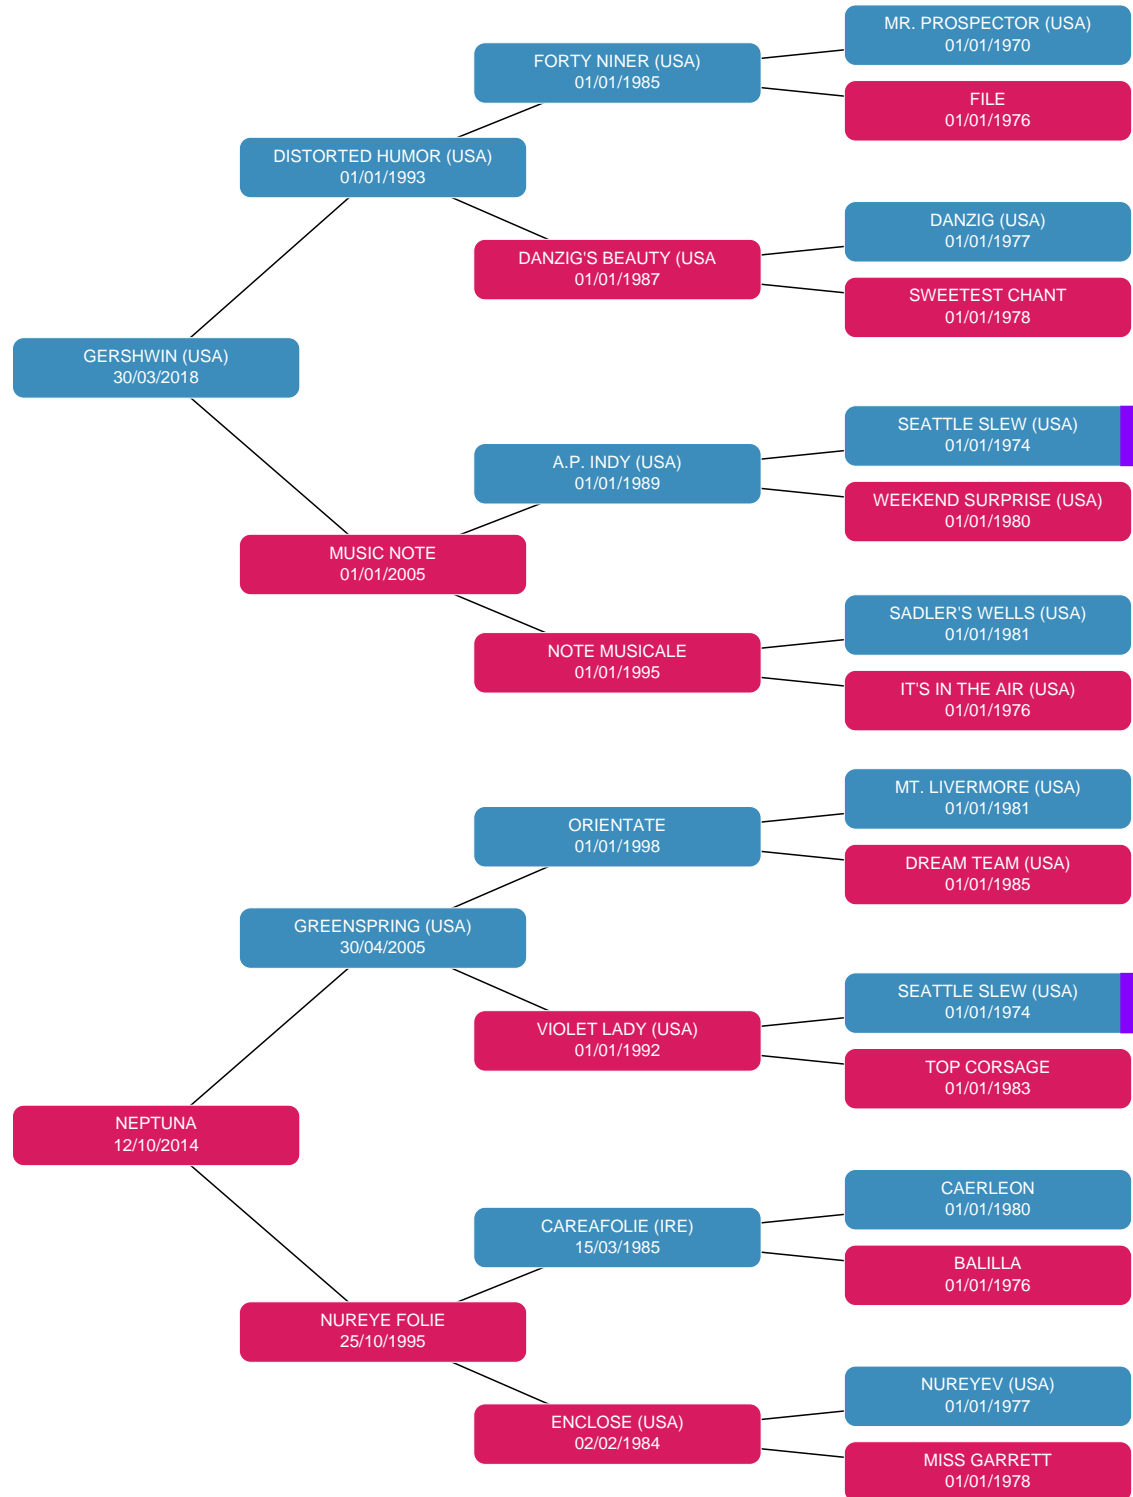 MR. PROSPECTOR (USA)
01/01/1970
FORTY NINER (USA)
01/01/1985
FILE
01/01/1976
DISTORTED HUMOR (USA)
01/01/1993
DANZIG (USA)
01/01/1977
DANZIG'S BEAUTY (USA
01/01/1987
SWEETEST CHANT
01/01/1978
GERSHWIN (USA)
30/03/2018
SEATTLE SLEW (USA)
01/01/1974
A.P. INDY (USA)
01/01/1989
WEEKEND SURPRISE (USA)
01/01/1980
MUSIC NOTE
01/01/2005
SADLER'S WELLS (USA)
01/01/1981
NOTE MUSICALE
01/01/1995
IT'S IN THE AIR (USA)
01/01/1976
MT. LIVERMORE (USA)
01/01/1981
ORIENTATE
01/01/1998
DREAM TEAM (USA)
01/01/1985
GREENSPRING (USA)
30/04/2005
SEATTLE SLEW (USA)
01/01/1974
VIOLET LADY (USA)
01/01/1992
TOP CORSAGE
01/01/1983
NEPTUNA
12/10/2014
CAERLEON
01/01/1980
CAREAFOLIE (IRE)
15/03/1985
BALILLA
01/01/1976
NUREYE FOLIE
25/10/1995
NUREYEV (USA)
01/01/1977
ENCLOSE (USA)
02/02/1984
MISS GARRETT
01/01/1978